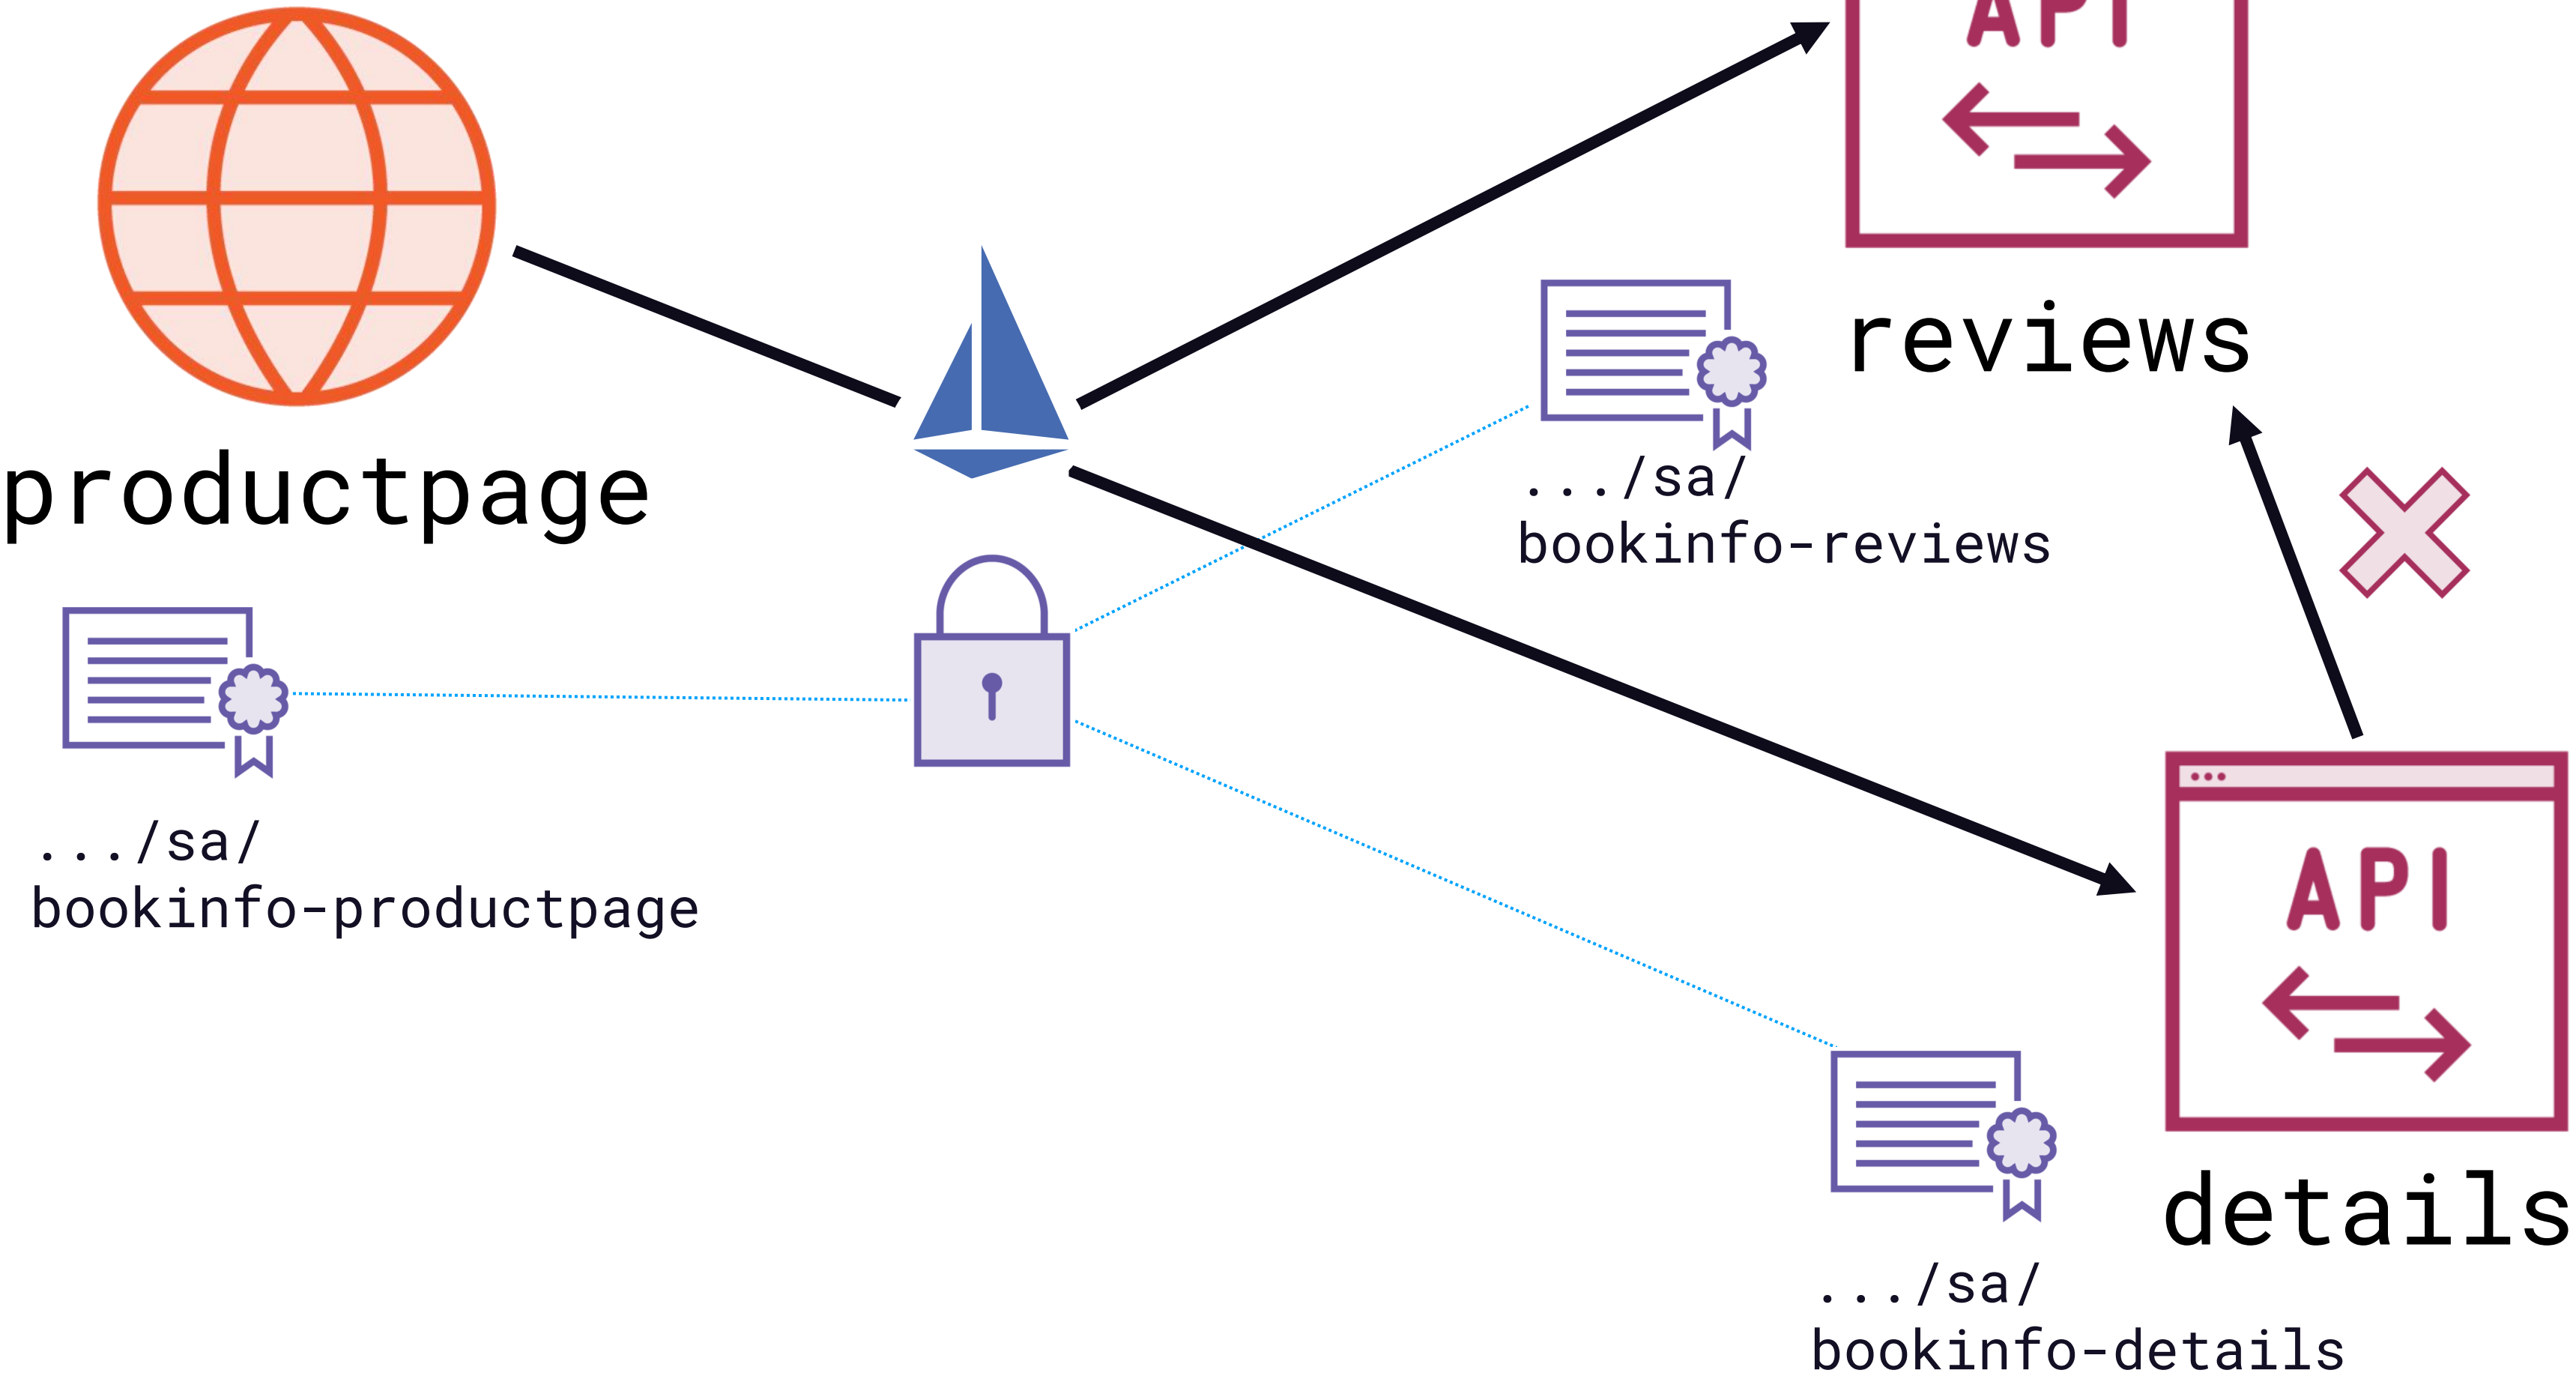 API
reviews
productpage
.../sa/
bookinfo-reviews
.../sa/
bookinfo-productpage
API
details
.../sa/
bookinfo-details